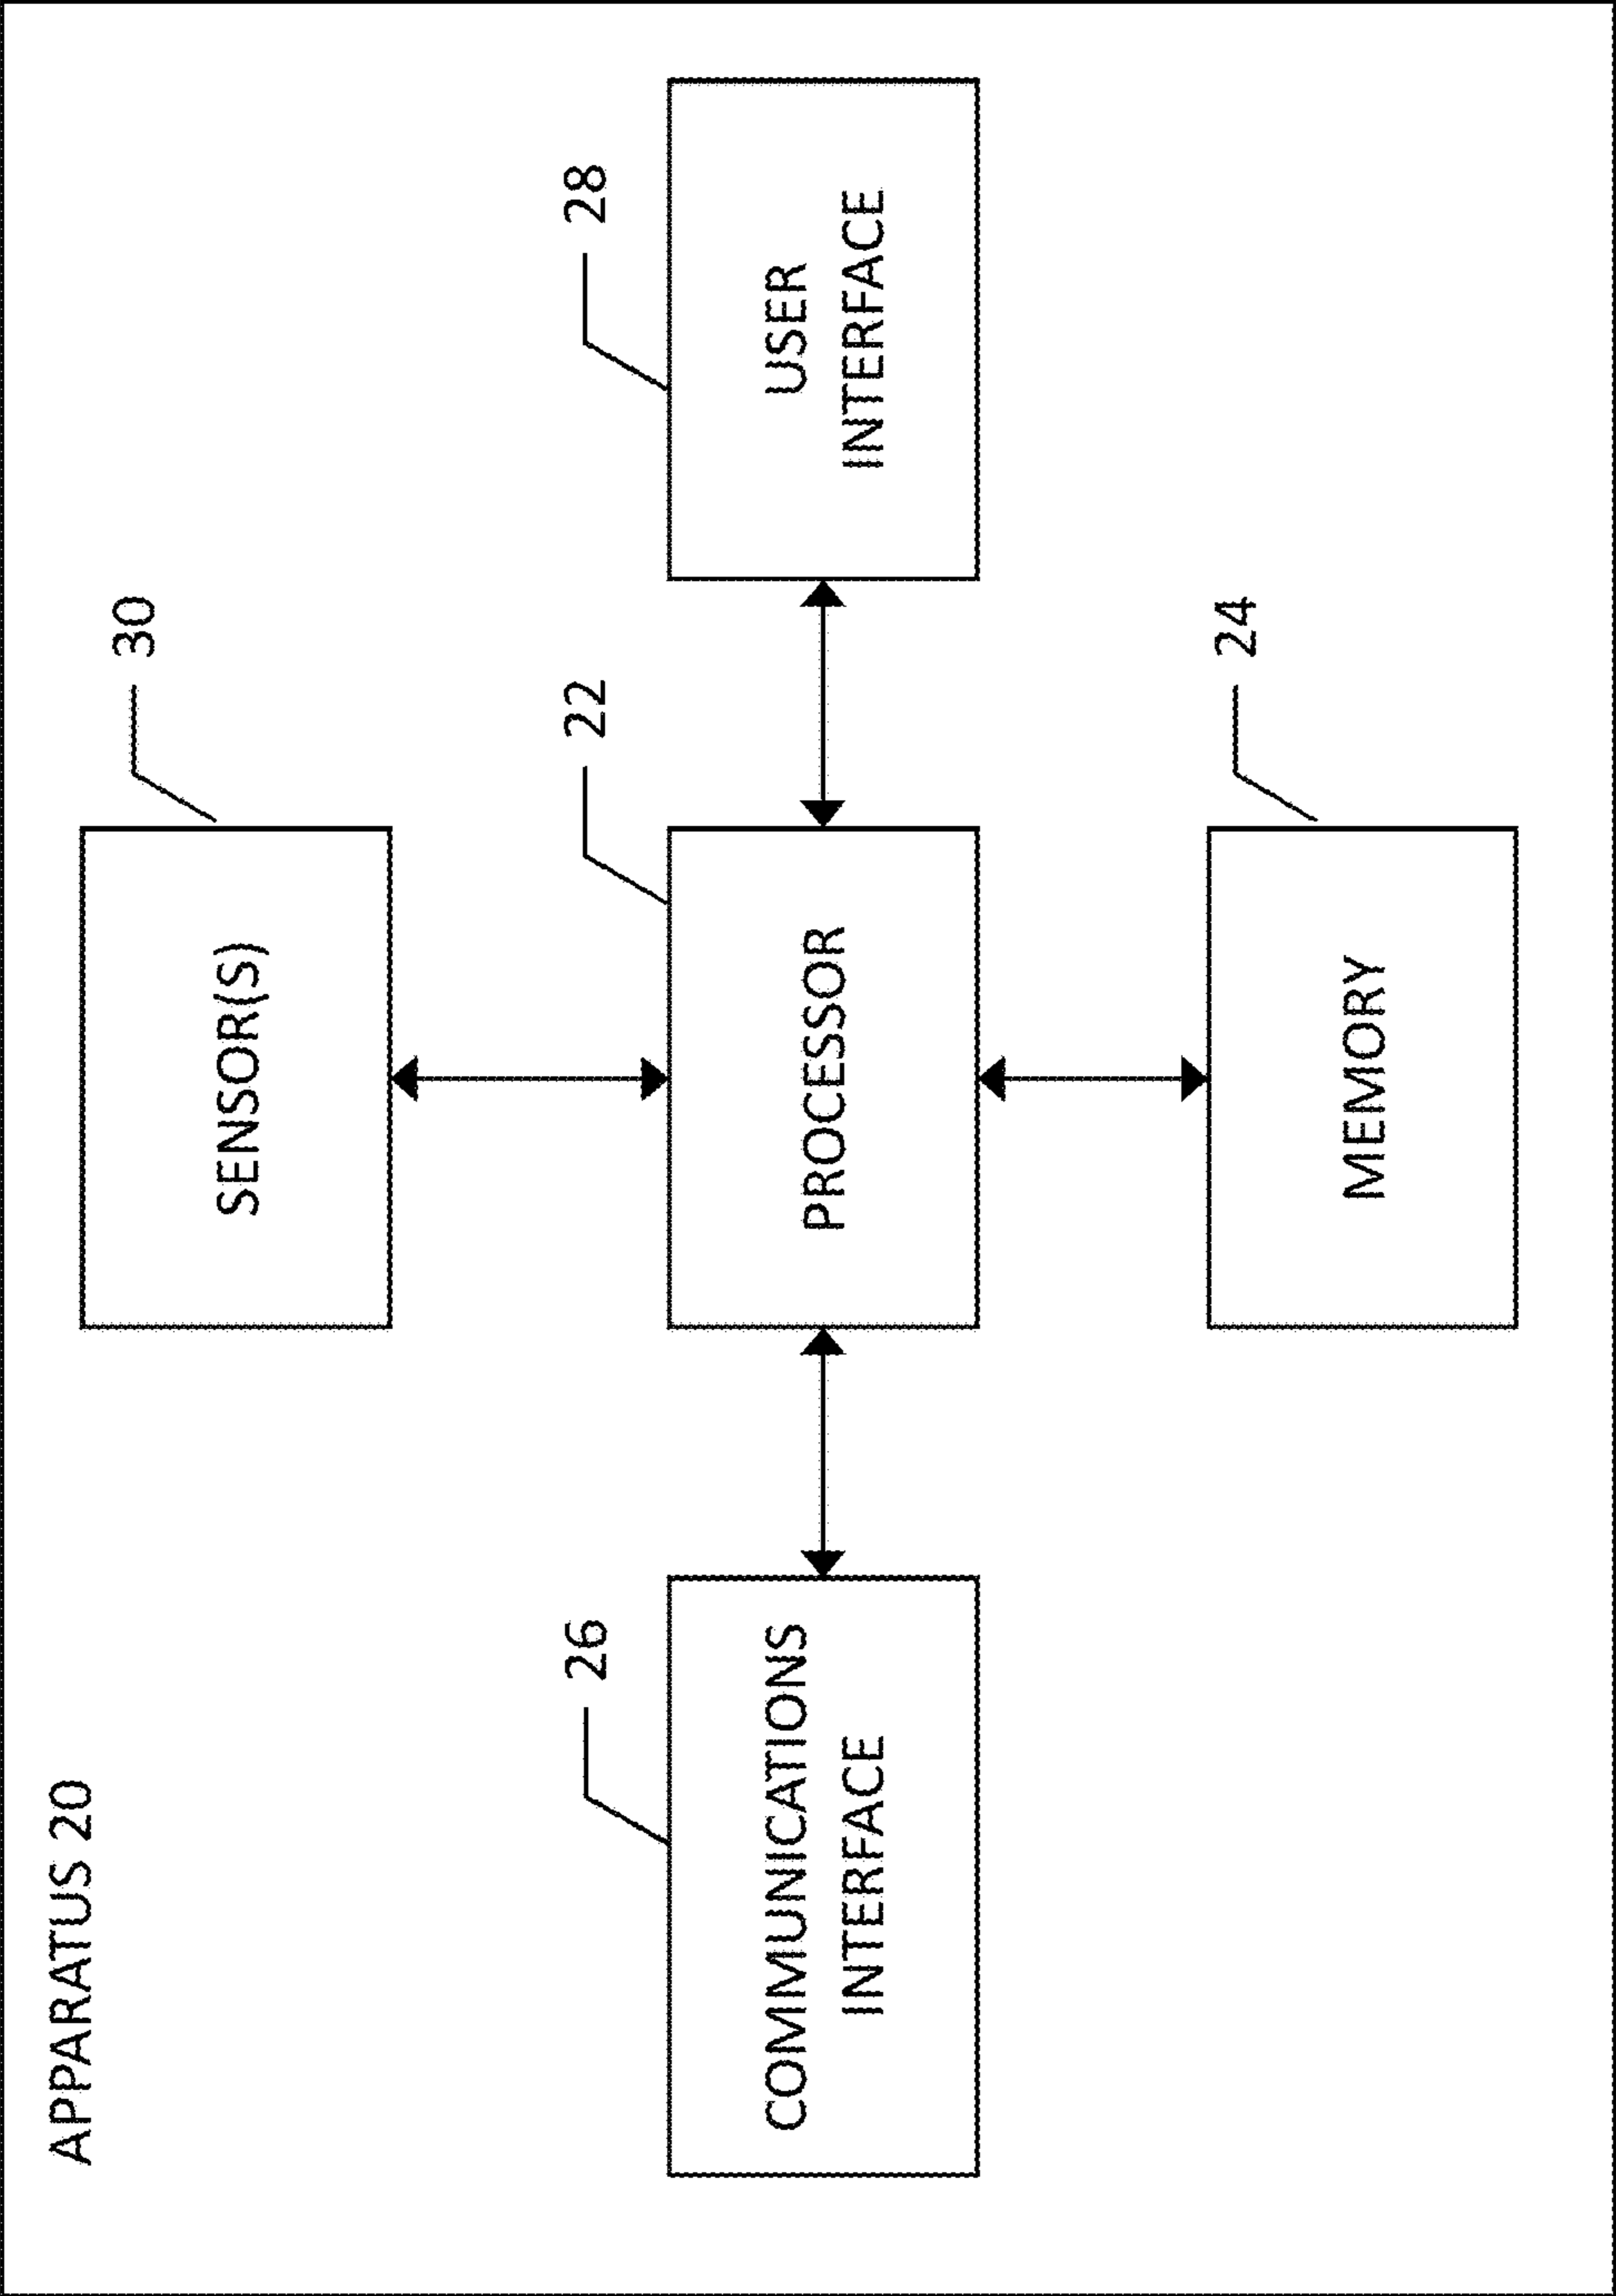 APPARATUS 20
30
SENSOR(S)
26
COMMUNICATIONS
INTERFACE
22
PROCESSOR
28
USER
INTERFACE
24
MEMORY